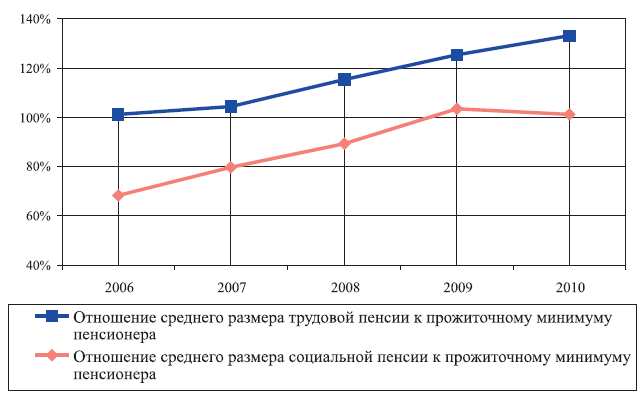 140%
120%
100%
80%
60%
40%
2006 2007 2008 2009 2010
Отношение среднего размера трудовой пенсии к прожиточному минимуму
пенсионера
Отношение среднего размера социальной пенсии к прожиточному минимуму
пенсионера